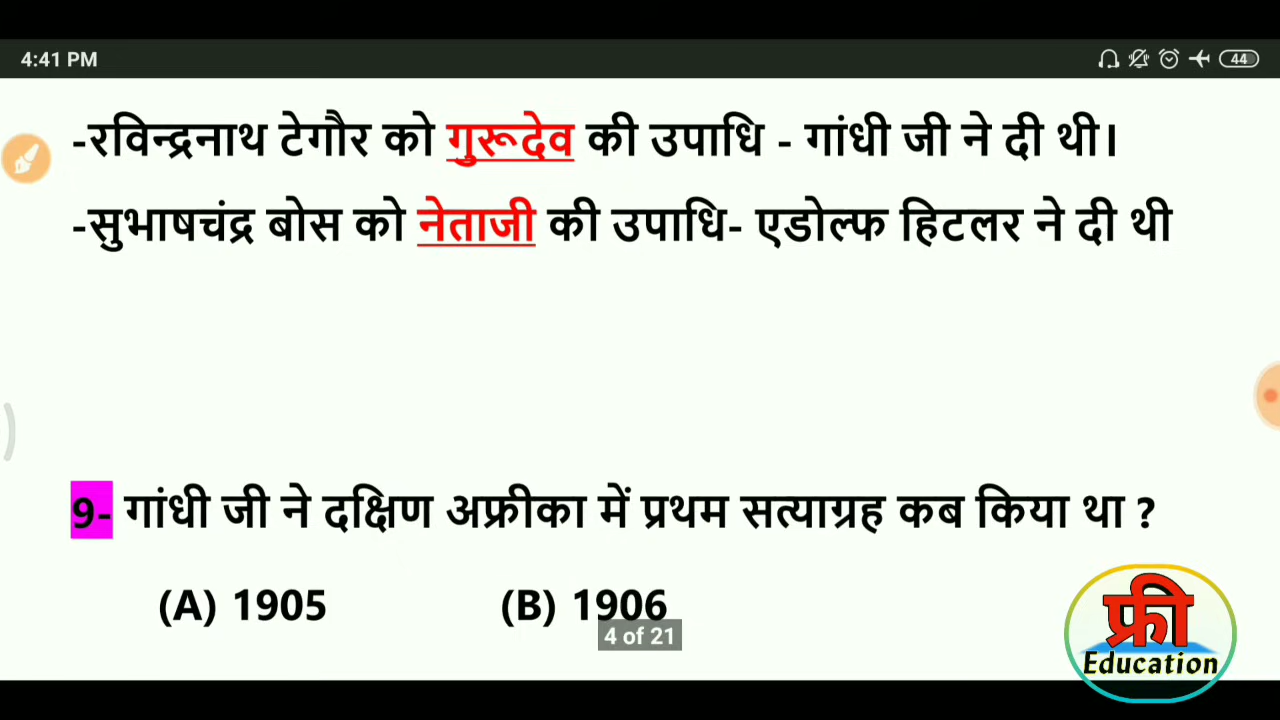 4:41 PM
44
-रविन्द्रनाथ टेगौर को गुरूदेव की उपाधि - गांधी जी ने दी थी।
-सुभाषचंद्र बोस को नेताजी की उपाधि- एडोल्फ हिटलर ने दी थी
9- गांधी जी ने दक्षिण अफ्रीका में प्रथम सत्याग्रह कब किया था ?
(A) 1905 (B) 1906
4 of 21
फ्री
Education